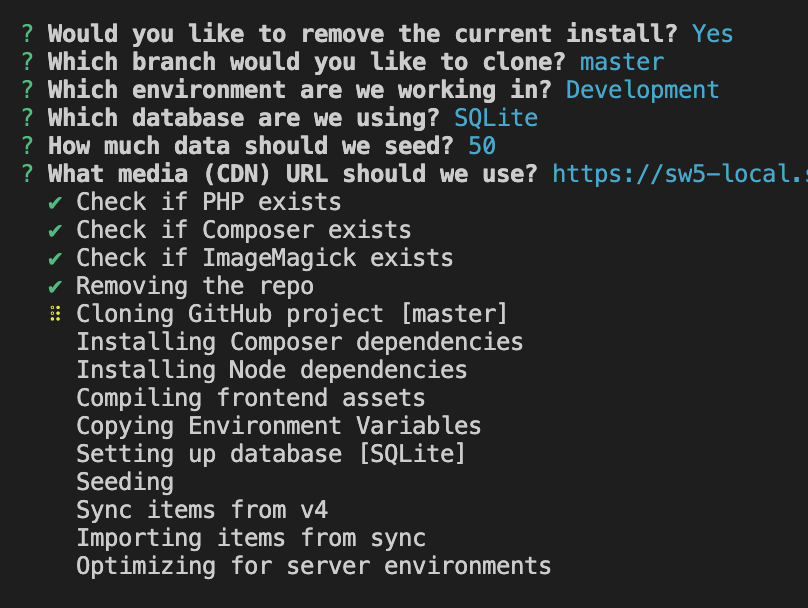 ? Would you like to remove the current install? Yes
? Which branch would you like to clone? master
? Which environment are we working in? Development
? Which database are we using? SQLite
? How much data should we seed? 50
? What media (CDN) URL should we use? https://sw5-local.
✔ Check if PHP exists
✔ Check if Composer exists
✔ Check if ImageMagick exists
✔ Removing the repo
⠿ Cloning GitHub project [master]
Installing Composer dependencies
Installing Node dependencies
Compiling frontend assets
Copying Environment Variables
Setting up database [SQLite]
Seeding
Sync items from v4
Importing items from sync
Optimizing for server environments